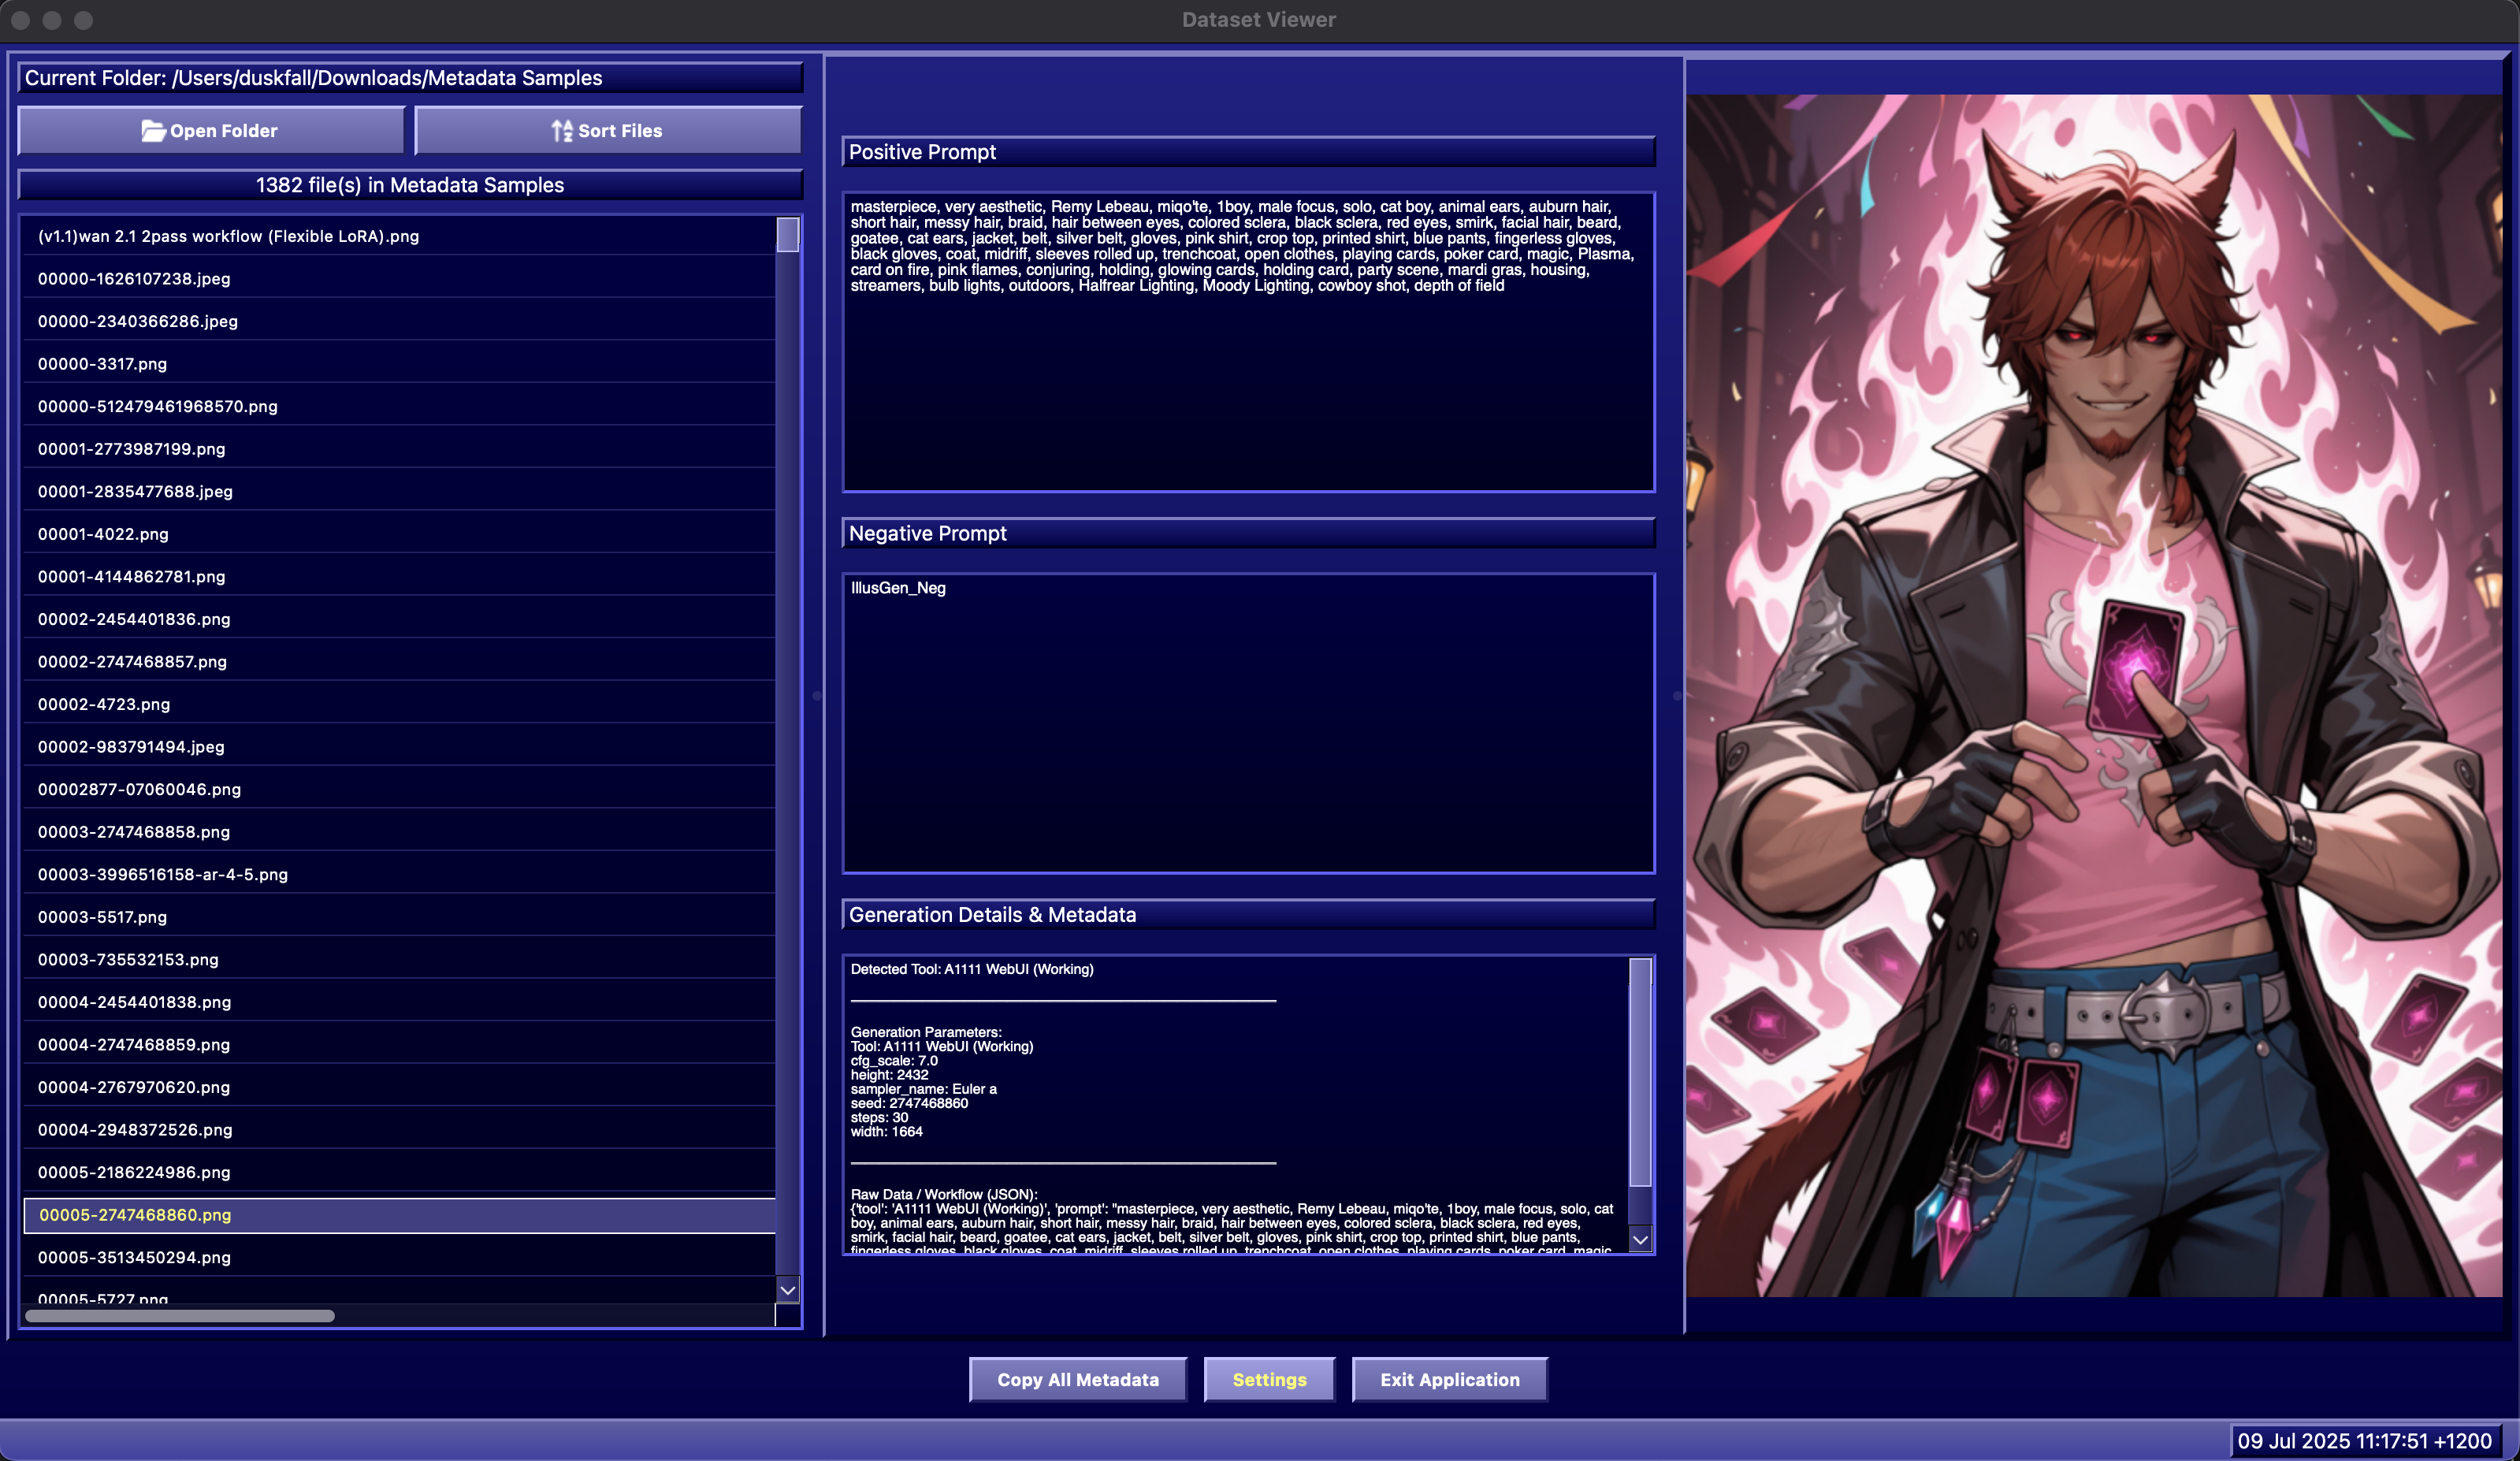 Dataset Viewer
Current Folder: /Users/duskfall/Downloads/Metadata Samples
Open Folder
Sort Files
1382 file(s) in Metadata Samples
(v1.1)wan 2.1 2pass workflow (Flexible LoRA).png
00000-1626107238.jpeg
00000-2340366286.jpeg
00000-3317.png
00000-512479461968570.png
00001-2773987199.png
00001-2835477688.jpeg
00001-4022.png
00001-4144862781.png
00002-2454401836.png
00002-2747468857.png
00002-4723.png
00002-983791494.jpeg
00002877-07060046.png
00003-2747468858.png
00003-3996516158-ar-4-5.png
00003-5517.png
00003-735532153.png
00004-2454401838.png
00004-2747468859.png
00004-2767970620.png
00004-2948372526.png
00005-2186224986.png
00005-2747468860.png
00005-3513450294.png
00005-5727.png
Positive Prompt
masterpiece, very aesthetic, Remy Lebeau, miqo'te, 1boy, male focus, solo, cat boy, animal ears, auburn hair,
short hair, messy hair, braid, hair between eyes, colored sclera, black sclera, red eyes, smirk, facial hair, beard,
goatee, cat ears, jacket, belt, silver belt, gloves, pink shirt, crop top, printed shirt, blue pants, fingerless gloves,
black gloves, coat, midriff, sleeves rolled up, trenchcoat, open clothes, playing cards, poker card, magic, Plasma,
card on fire, pink flames, conjuring, holding, glowing cards, holding card, party scene, mardi gras, housing,
streamers, bulb lights, outdoors, Halfrear Lighting, Moody Lighting, cowboy shot, depth of field
Negative Prompt
IllusGen_Neg
Generation Details & Metadata
Detected Tool: A1111 WebUI (Working)
Generation Parameters:
Tool: A1111 WebUI (Working)
cfg_scale: 7.0
height: 2432
sampler_name: Euler a
seed: 2747468860
steps: 30
width: 1664
Raw Data / Workflow (JSON):
{'tool': 'A1111 WebUI (Working)', 'prompt': "masterpiece, very aesthetic, Remy Lebeau, miqo'te, 1boy, male focus, solo, cat
boy, animal ears, auburn hair, short hair, messy hair, braid, hair between eyes, colored sclera, black sclera, red eyes,
smirk, facial hair, beard, goatee, cat ears, jacket, belt, silver belt, gloves, pink shirt, crop top, printed shirt, blue pants,
fingerless gloves, black gloves, coat, midriff, sleeves rolled up, trenchcoat, open clothes, playing cards, poker card, magic,
Copy All Metadata
Settings
Exit Application
09 Jul 2025 11:17:51 +1200